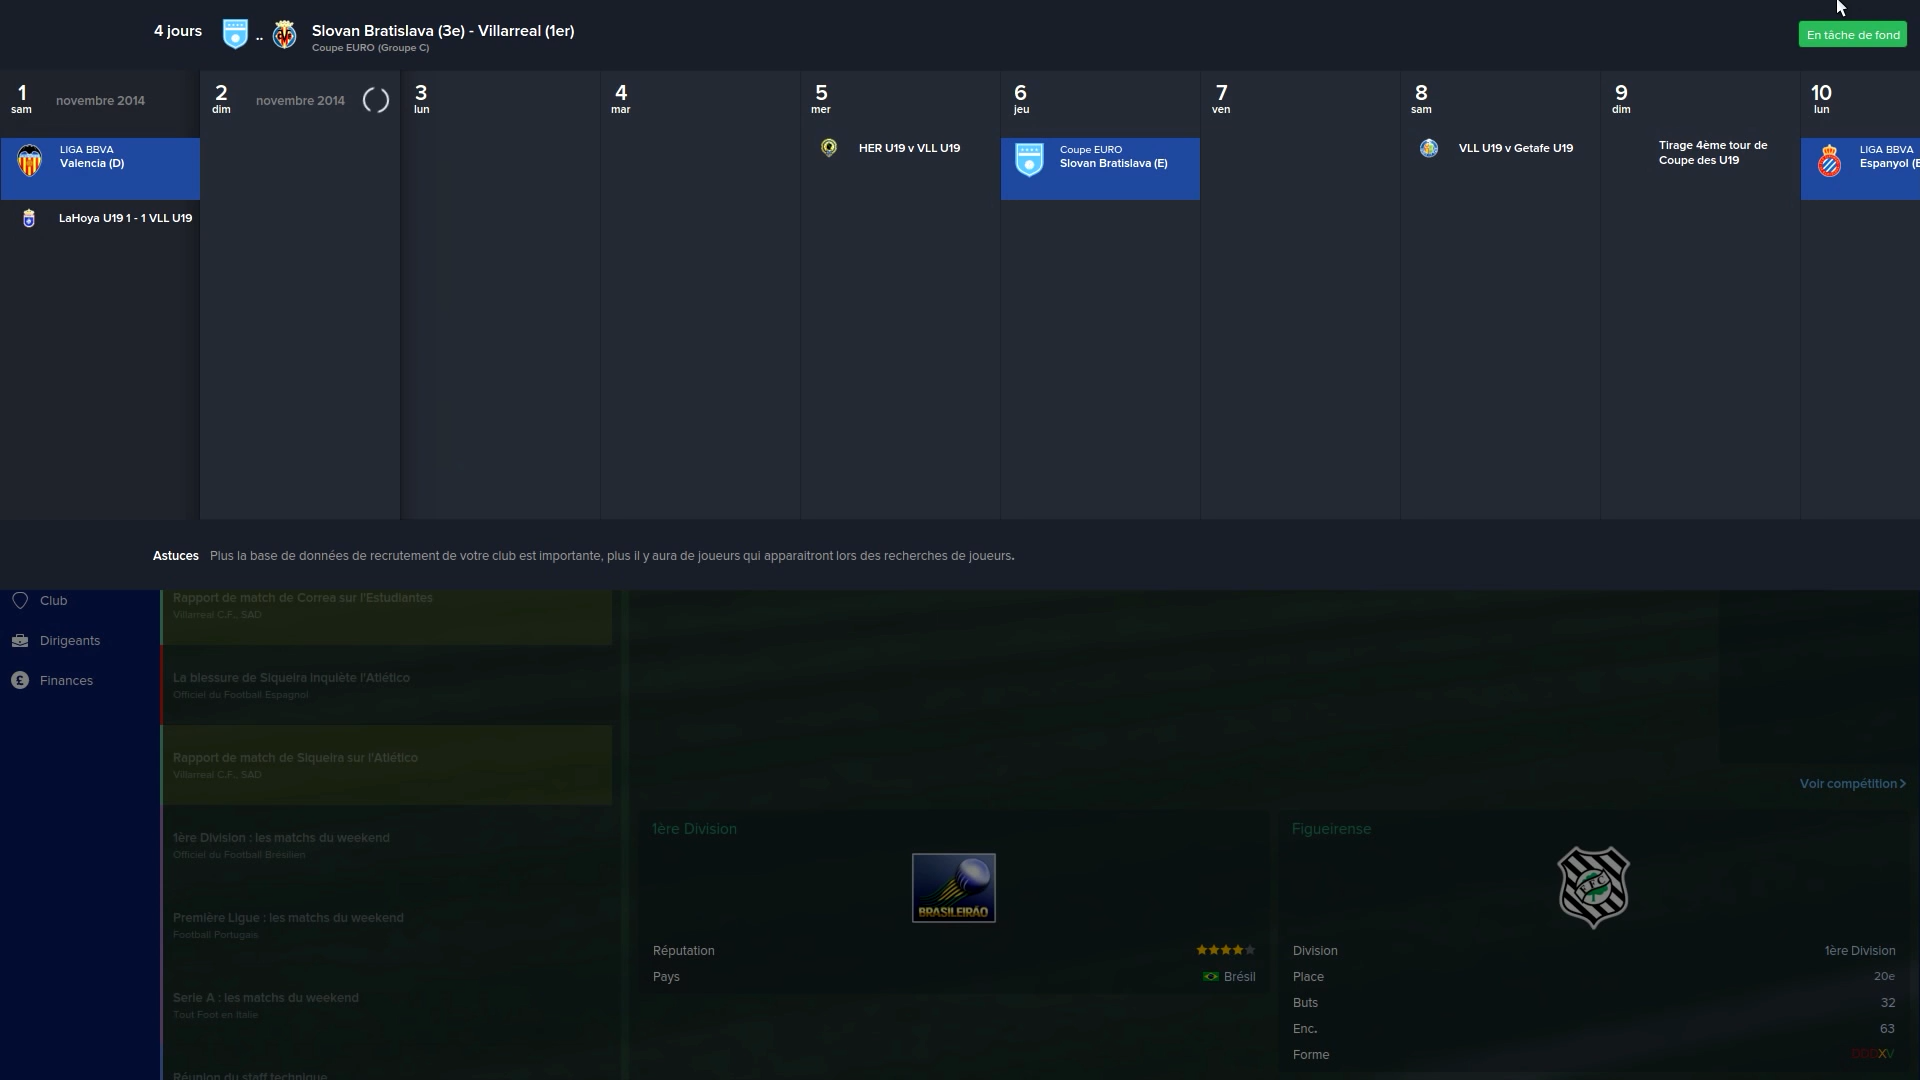 4 jours
..
Slovan Bratislava (3e) - Villarreal (1er)
Coupe EURO (Groupe C)
En tâche de fond
1
sam
novembre 2014
2
dim
novembre 2014
3
lun
4
mar
5
mer
6
jeu
7
ven
8
sam
9
dim
10
lun
LIGA BBVA
Valencia (D)
LaHoya U19 1 - 1 VLL U19
HER U19 v VLL U19
Coupe EURO
Slovan Bratislava (E)
VLL U19 v Getafe U19
Tirage 4ème tour de
Coupe des U19
LIGA BBVA
Espanyol (E
Astuces Plus la base de données de recrutement de votre club est importante, plus il y aura de joueurs qui apparaitront lors des recherches de joueurs.
Club
Dirigeants
Finances
Rapport de match de Correa sur l'Estudiantes
Villarreal C.F., SAD
La blessure de Siqueira inquiète l'Atlético
Officiel du Football Espagnol
Rapport de match de Siqueira sur l'Atlético
Villarreal C.F., SAD
1ère Division : les matchs du weekend
Officiel du Football Brésilien
Première Ligue : les matchs du weekend
Football Portugais
Serie A : les matchs du weekend
Tout Foot en Italie
Réunion du staff technique
Voir compétition >
1ère Division
BRASILEIRÃO
Réputation
Pays Brésil
Figueirense
FFC
Division 1ère Division
Place 20e
Buts 32
Enc. 63
Forme DDDXV